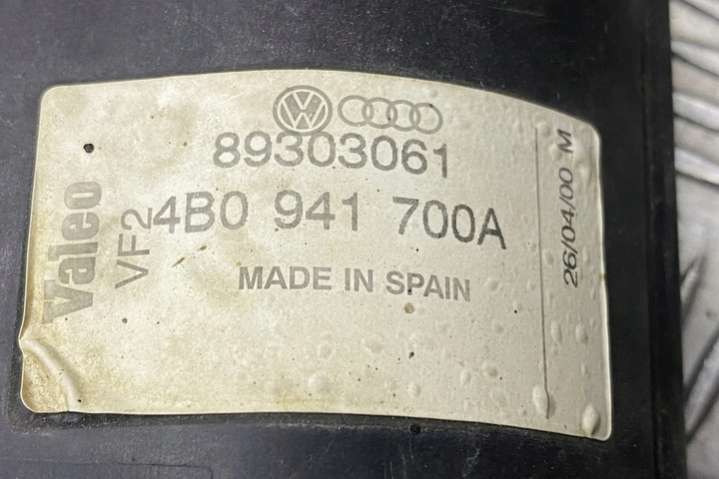 89303061
Valeo
VF2
4B0 941 700A
MADE IN SPAIN
26/04/00 M